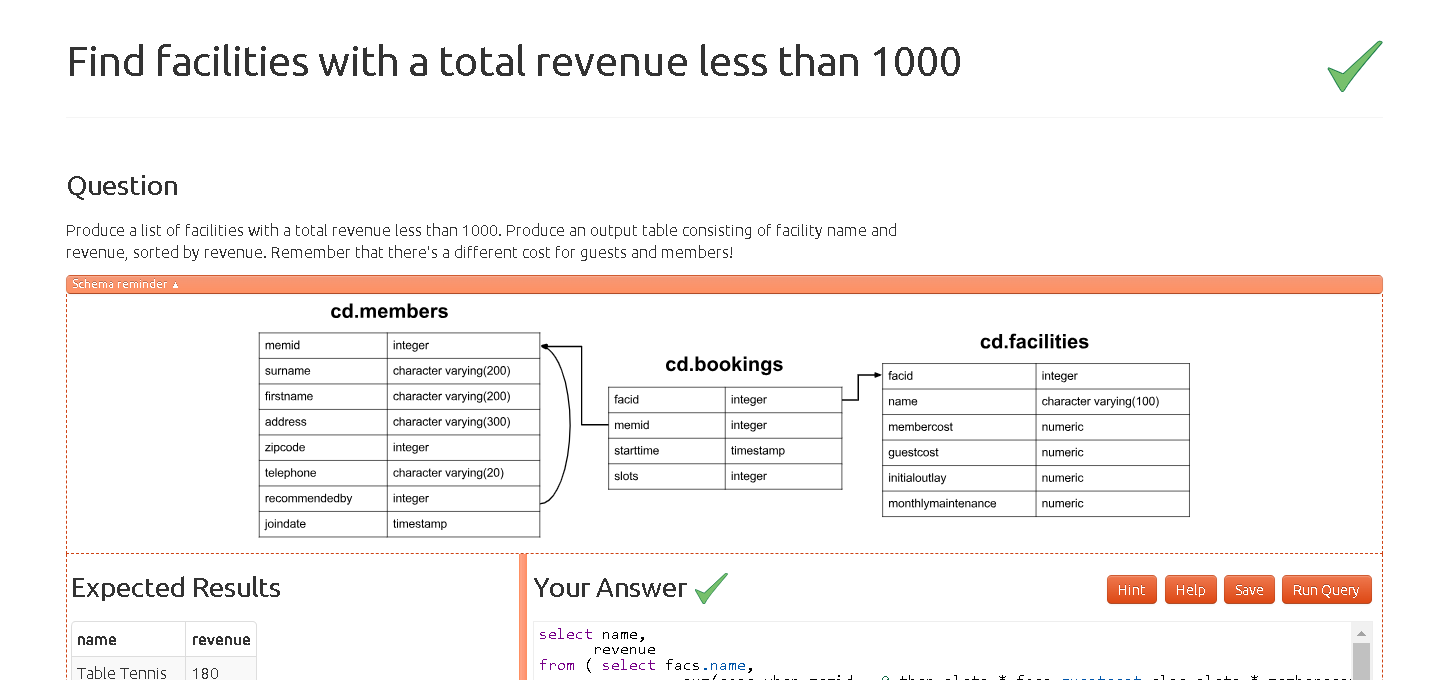 Find facilities with a total revenue less than 1000
Question
Produce a list of facilities with a total revenue less than 1000. Produce an output table consisting of facility name and
revenue, sorted by revenue. Remember that there's a different cost for guests and members!
Schema reminder ▲
cd.members
memid integer
surname character varying(200)
firstname character varying(200)
address character varying(300)
zipcode integer
telephone character varying(20)
recommendedby integer
joindate timestamp
cd.bookings
facid integer
memid integer
starttime timestamp
slots integer
cd.facilities
facid integer
name character varying(100)
membercost numeric
guestcost numeric
initialoutlay numeric
monthlymaintenance numeric
Expected Results
name revenue
Table Tennis 180
Your Answer
Hint Help Save Run Query
select name,
revenue
from ( select facs.name,